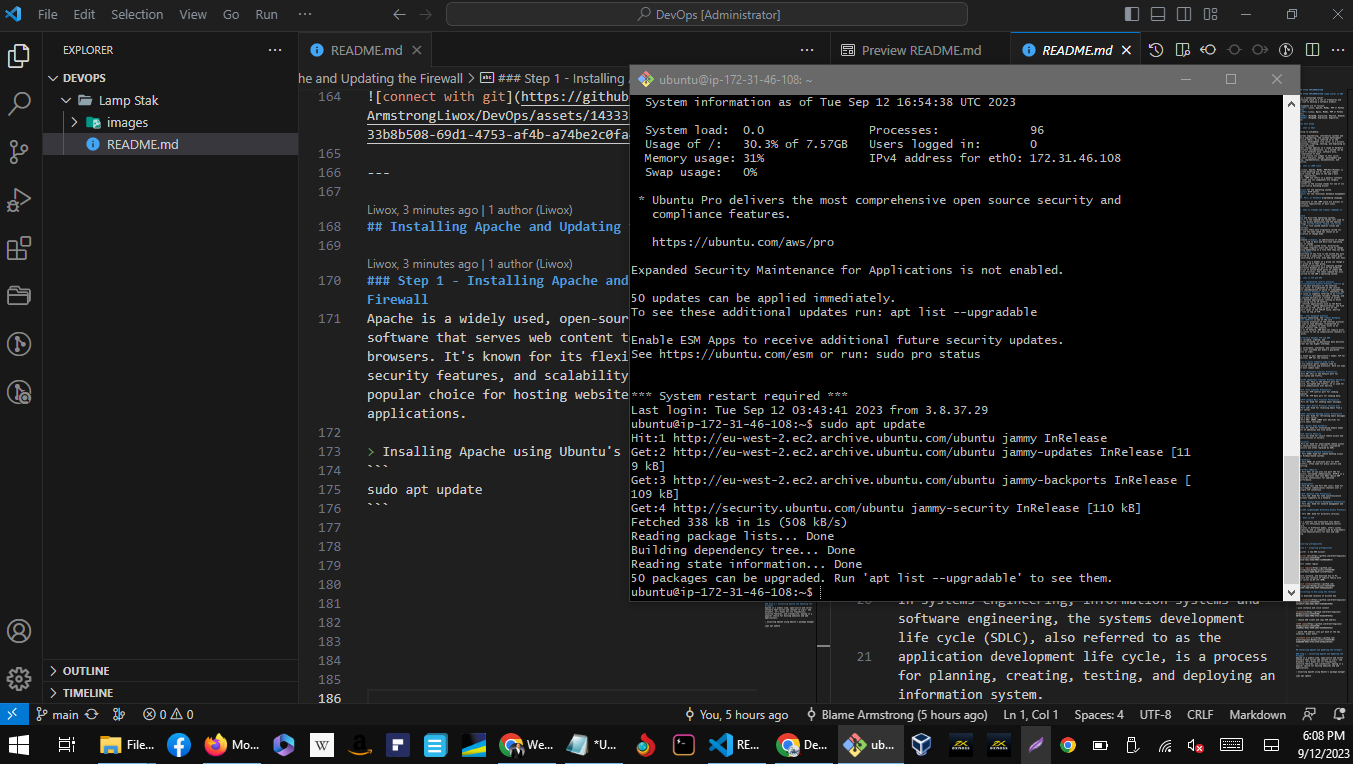 File Edit Selection View Go Run ··· DevOps [Administrator]
EXPLORER ···
DEVOPS
Lamp Stak
images
README.md
OUTLINE
TIMELINE
README.md
Preview README.md
README.md
he and Updating the Firewall > ### Step 1 - Installing
164 ![connect with git](https://github
ArmstrongLiwox/DevOps/assets/14333
33b8b508-69d1-4753-af4b-a74be2c0fa
165
166 ---
167
Liwox, 3 minutes ago | 1 author (Liwox)
168 ## Installing Apache and Updating
169
Liwox, 3 minutes ago | 1 author (Liwox)
170 ### Step 1 - Installing Apache and
Firewall
171 Apache is a widely used, open-sour
software that serves web content t
browsers. It's known for its flexi
security features, and scalability
popular choice for hosting website
applications.
172
173 > Insalling Apache using Ubuntu's
174 ```
175 sudo apt update
176 ```
177
178
179
180
181
182
183
184
185
186
ubuntu@ip-172-31-46-108: ~
System information as of Tue Sep 12 16:54:38 UTC 2023
System load: 0.0 Processes: 96
Usage of /: 30.3% of 7.57GB Users logged in: 0
Memory usage: 31% IPv4 address for eth0: 172.31.46.108
Swap usage: 0%
* Ubuntu Pro delivers the most comprehensive open source security and
compliance features.
https://ubuntu.com/aws/pro
Expanded Security Maintenance for Applications is not enabled.
50 updates can be applied immediately.
To see these additional updates run: apt list --upgradable
Enable ESM Apps to receive additional future security updates.
See https://ubuntu.com/esm or run: sudo pro status
*** System restart required ***
Last login: Tue Sep 12 03:43:41 2023 from 3.8.37.29
ubuntu@ip-172-31-46-108:~$ sudo apt update
Hit:1 http://eu-west-2.ec2.archive.ubuntu.com/ubuntu jammy InRelease
Get:2 http://eu-west-2.ec2.archive.ubuntu.com/ubuntu jammy-updates InRelease [11
9 kB]
Get:3 http://eu-west-2.ec2.archive.ubuntu.com/ubuntu jammy-backports InRelease [
109 kB]
Get:4 http://security.ubuntu.com/ubuntu jammy-security InRelease [110 kB]
Fetched 338 kB in 1s (508 kB/s)
Reading package lists... Done
Building dependency tree... Done
Reading state information... Done
50 packages can be upgraded. Run 'apt list --upgradable' to see them.
ubuntu@ip-172-31-46-108:~$
20 in systems engineering, information systems and
software engineering, the systems development
life cycle (SDLC), also referred to as the
21 application development life cycle, is a process
for planning, creating, testing, and deploying an
information system.
main 0 0 You, 5 hours ago Blame Armstrong (5 hours ago) Ln 1, Col 1 Spaces: 4 UTF-8 CRLF Markdown
File... Mo... W We... *U... RE... De... ub...
6:08 PM
9/12/2023